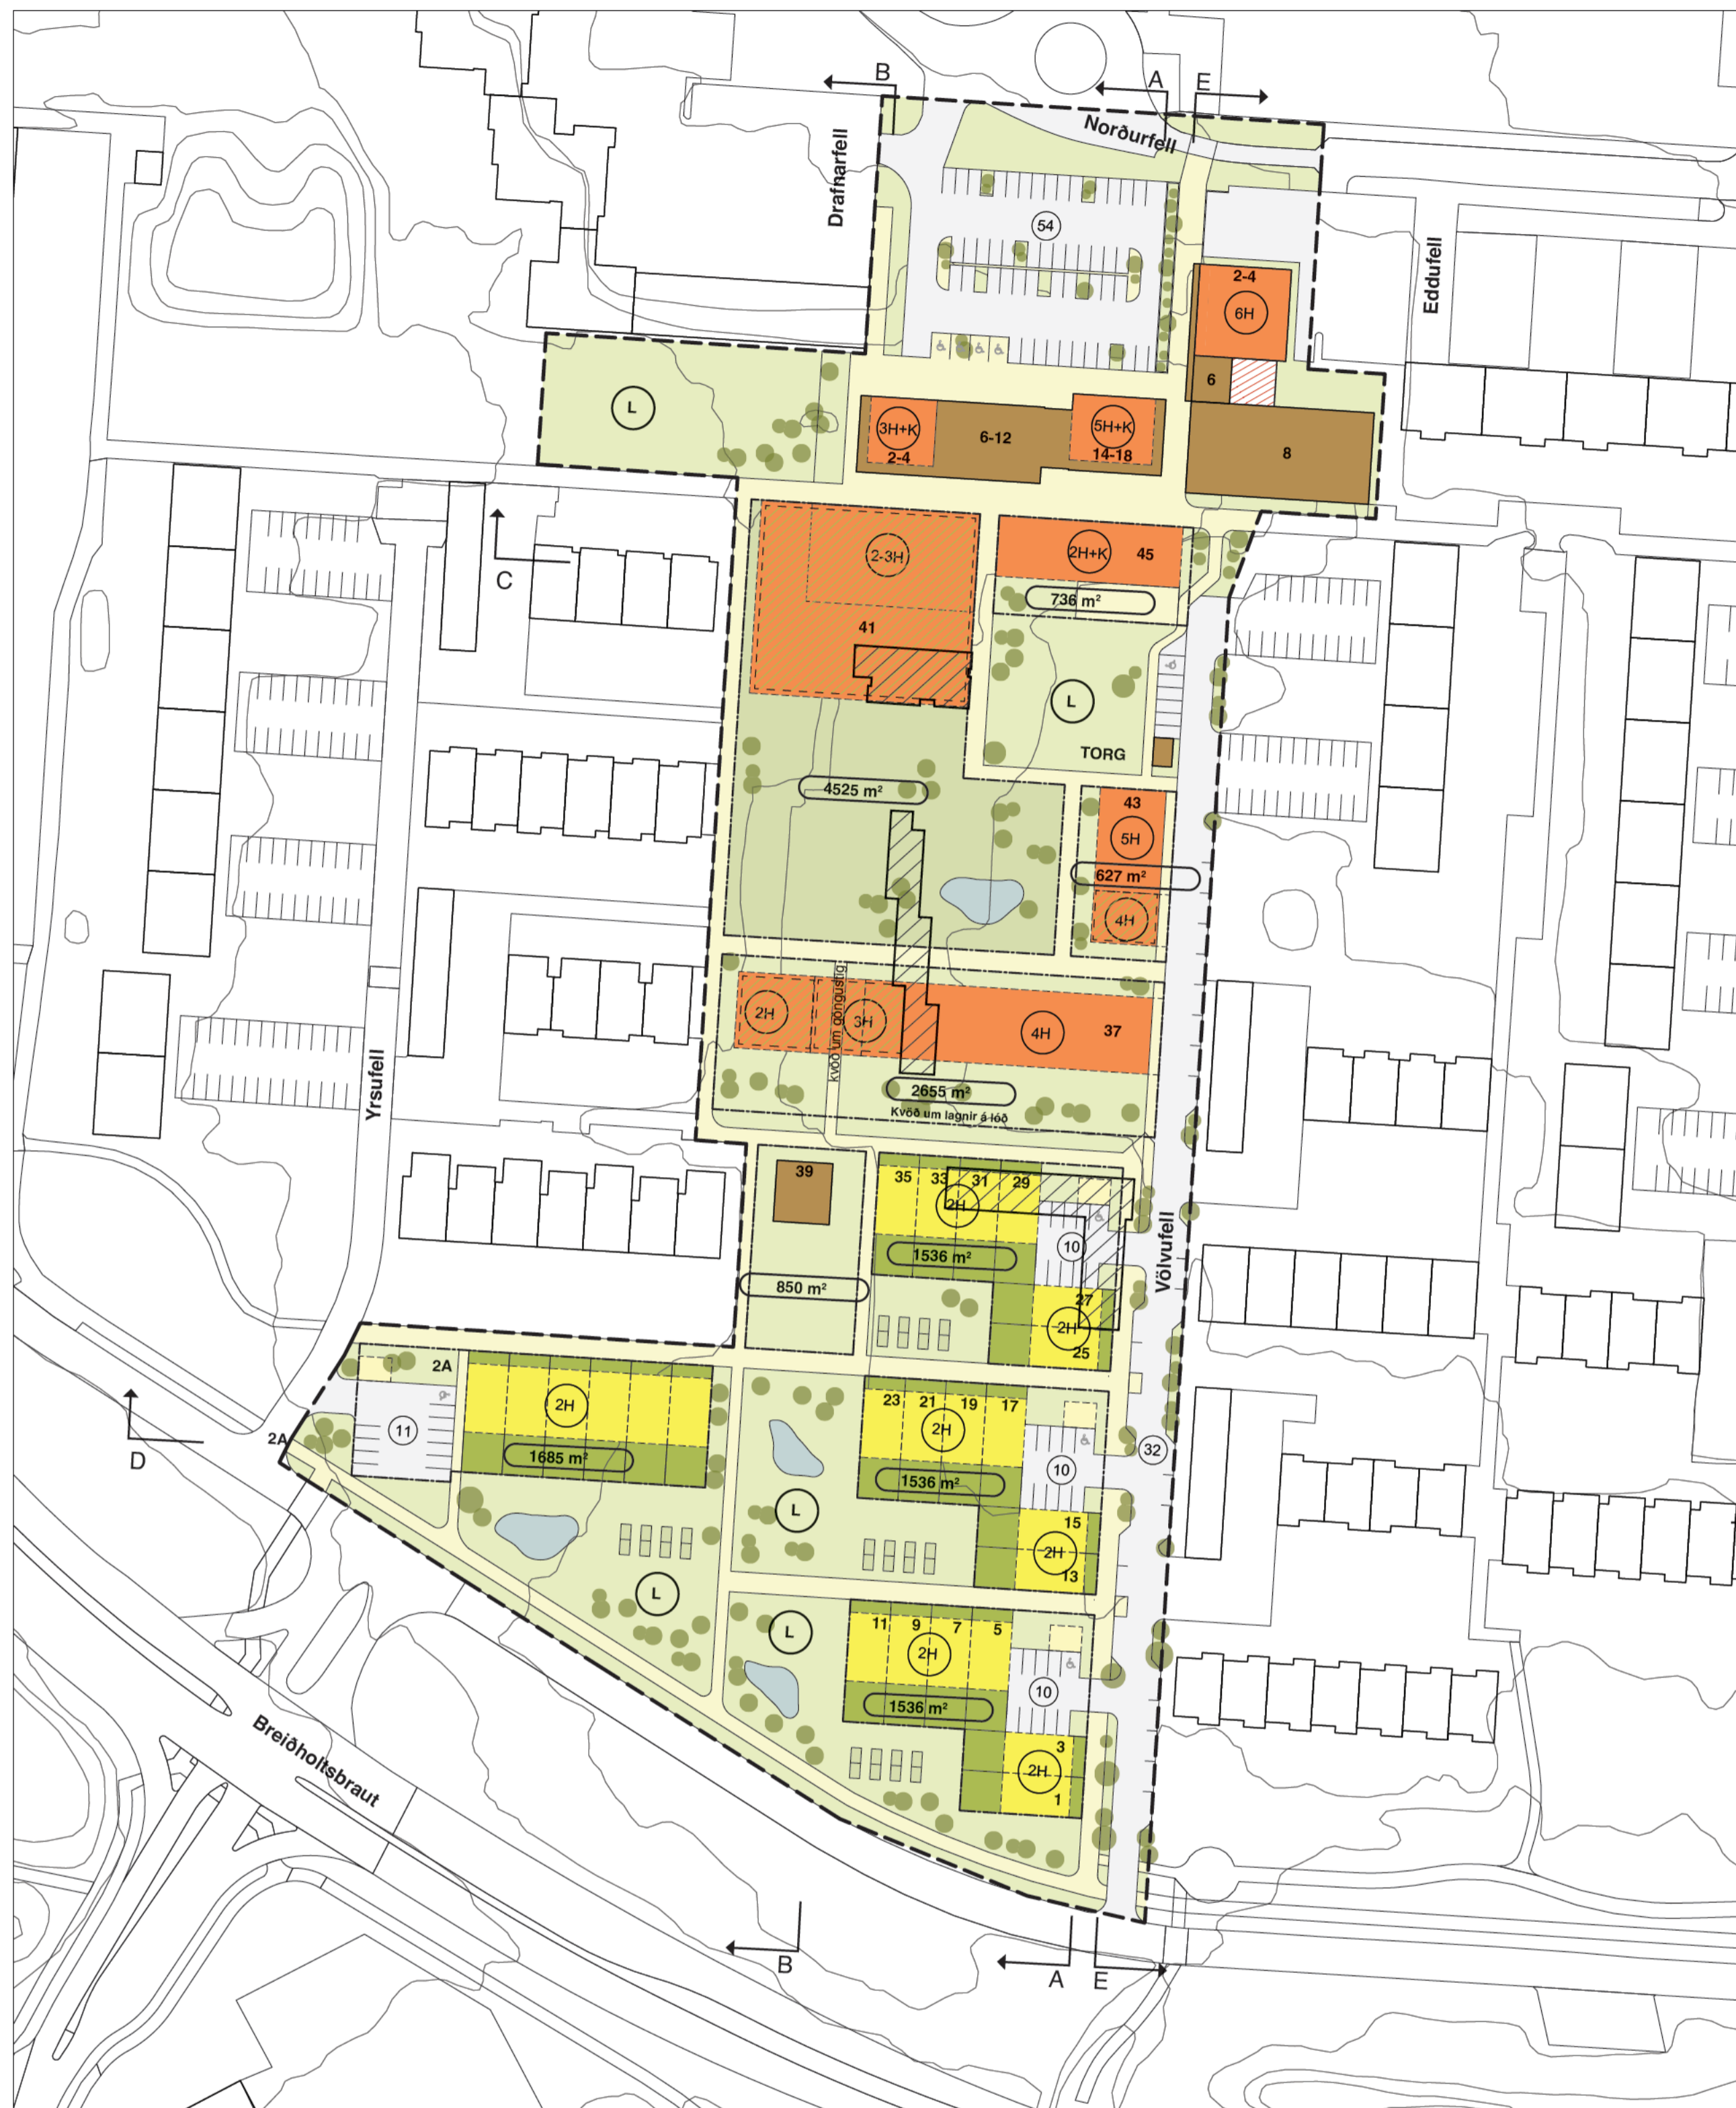 B
A
E
Norðurfell
Drafnarfell
54
Eddufell
2-4
6H
6
L
3H+K
2-4
6-12
5H+K
14-18
8
C
2-3H
41
2H+K
45
736 m²
L
TORG
4525 m²
43
5H
627 m²
4H
2H
3H
kvöð um göngustíg
4H
37
2655 m²
Kvöð um lagnir á lóð
Yrsufell
39
35
33
31
29
2H
10
1536 m²
850 m²
Völvufell
27
2H
25
2A
2H
11
2A
1685 m²
D
23
21
19
17
2H
10
1536 m²
32
L
15
2H
13
L
L
11
9
7
5
2H
10
1536 m²
3
2H
1
Breiðholtsbraut
B
A
E